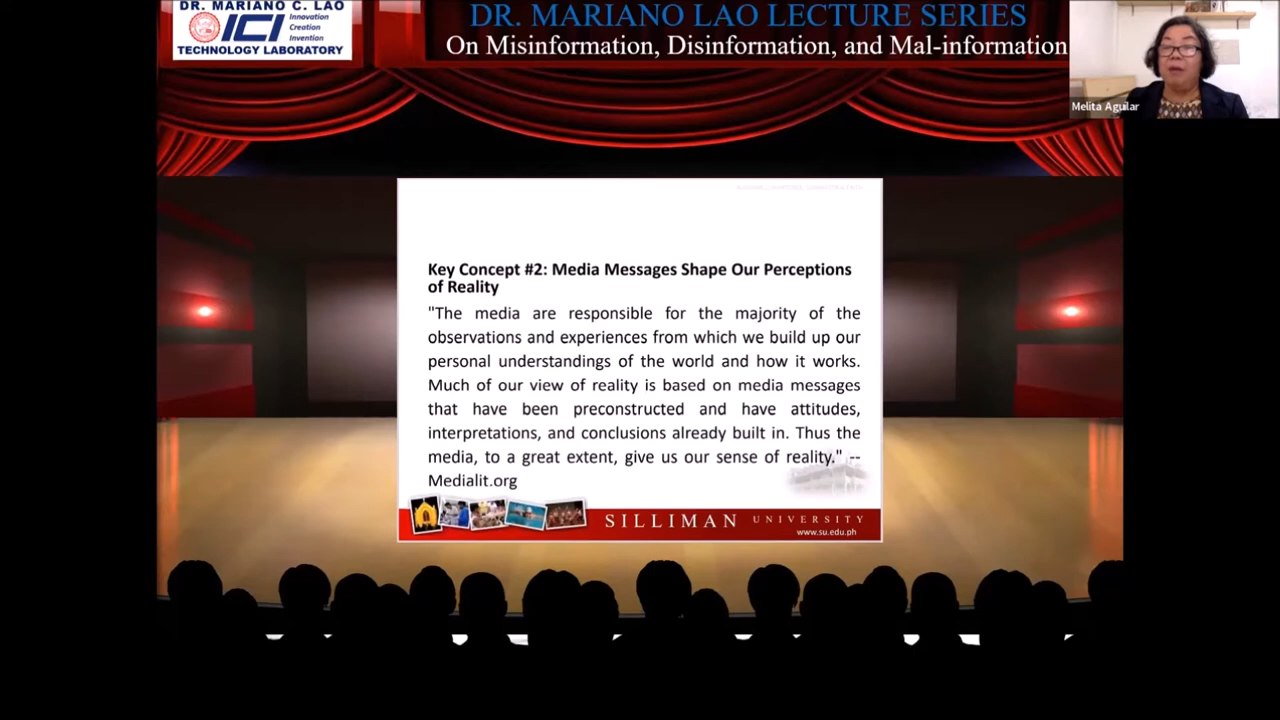 DR. MARIANO C. LAO
ICI
Innovation
Creation
Invention
TECHNOLOGY LABORATORY
DR. MARIANO LAO LECTURE SERIES
On Misinformation, Disinformation, and Mal-information
Melita Aguilar
Key Concept #2: Media Messages Shape Our Perceptions
of Reality
"The media are responsible for the majority of the
observations and experiences from which we build up our
personal understandings of the world and how it works.
Much of our view of reality is based on media messages
that have been preconstructed and have attitudes,
interpretations, and conclusions already built in. Thus the
media, to a great extent, give us our sense of reality." --
Medialit.org
SILLIMAN UNIVERSITY
www.su.edu.ph